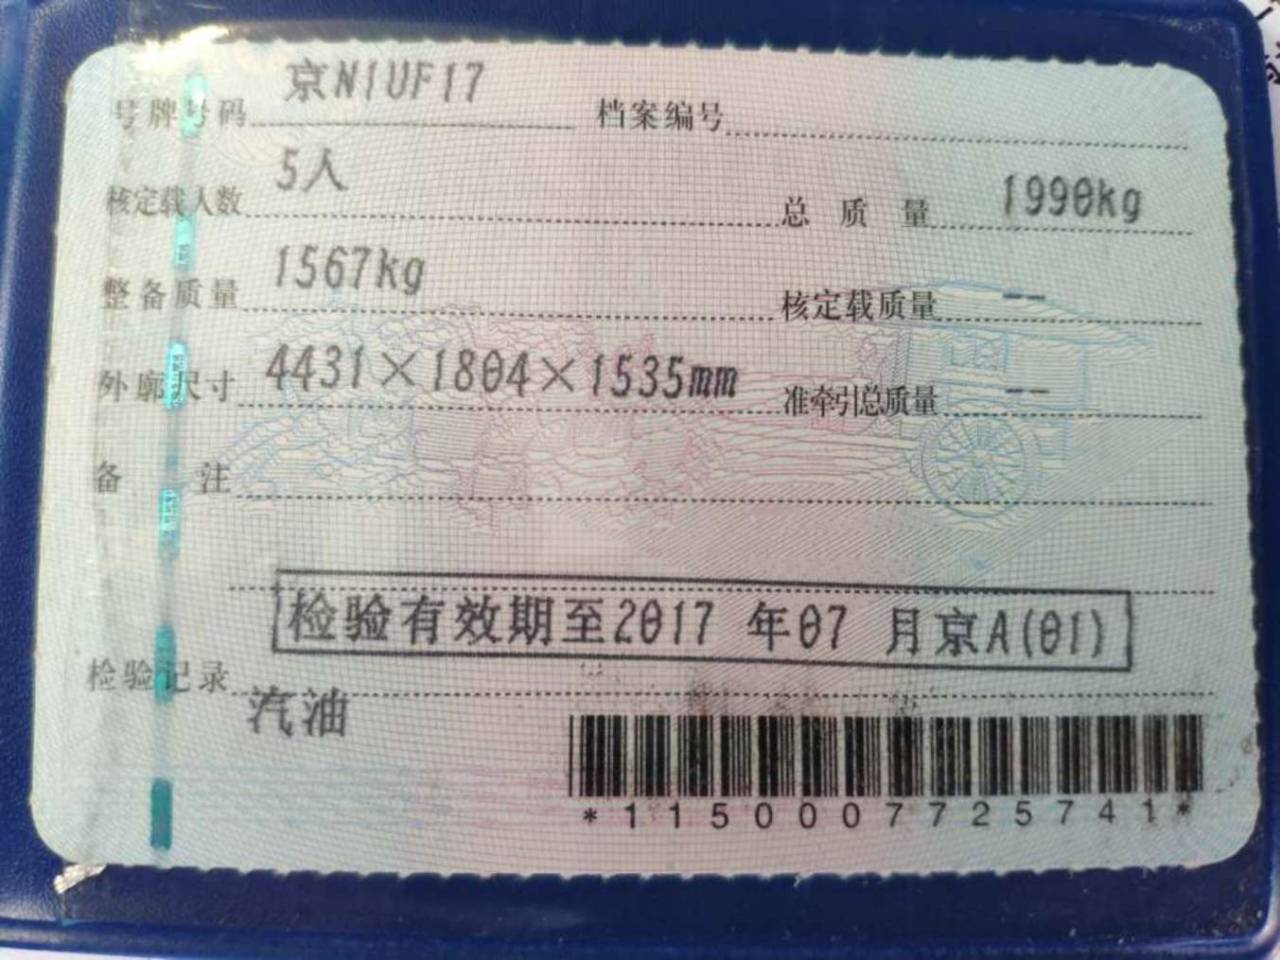 号牌号码 京N1UF17 档案编号
核定载人数 5人 总质量 1990kg
整备质量 1567kg 核定载质量 --
外廓尺寸 4431×1804×1535mm 准牵引总质量 --
备注
检验有效期至2017 年07 月京A(01)
检验记录
汽油
*1150007725741*